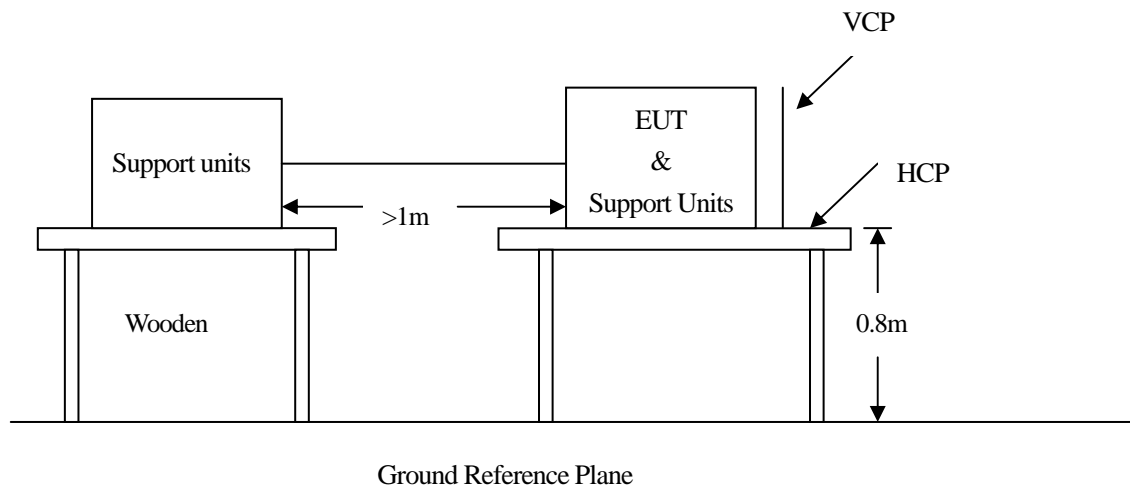 VCP
EUT
&
Support Units
Support units
HCP
>1m
Wooden
0.8m
Ground Reference Plane